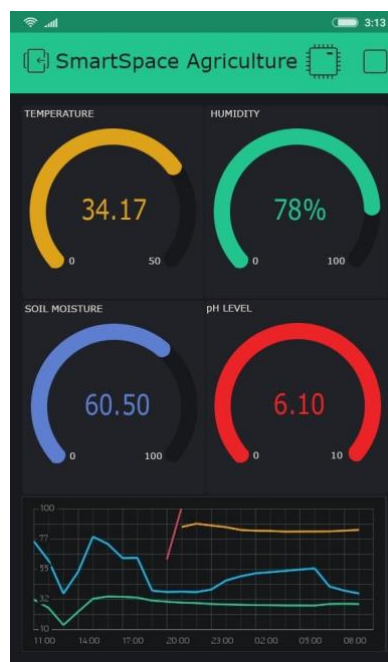 3:13
SmartSpace Agriculture
TEMPERATURE
34.17
0 50
HUMIDITY
78%
0 100
SOIL MOISTURE
60.50
0 100
pH LEVEL
6.10
0 10
100
77
55
32
10
11:00 14:00 17:00 20:00 23:00 02:00 05:00 08:00